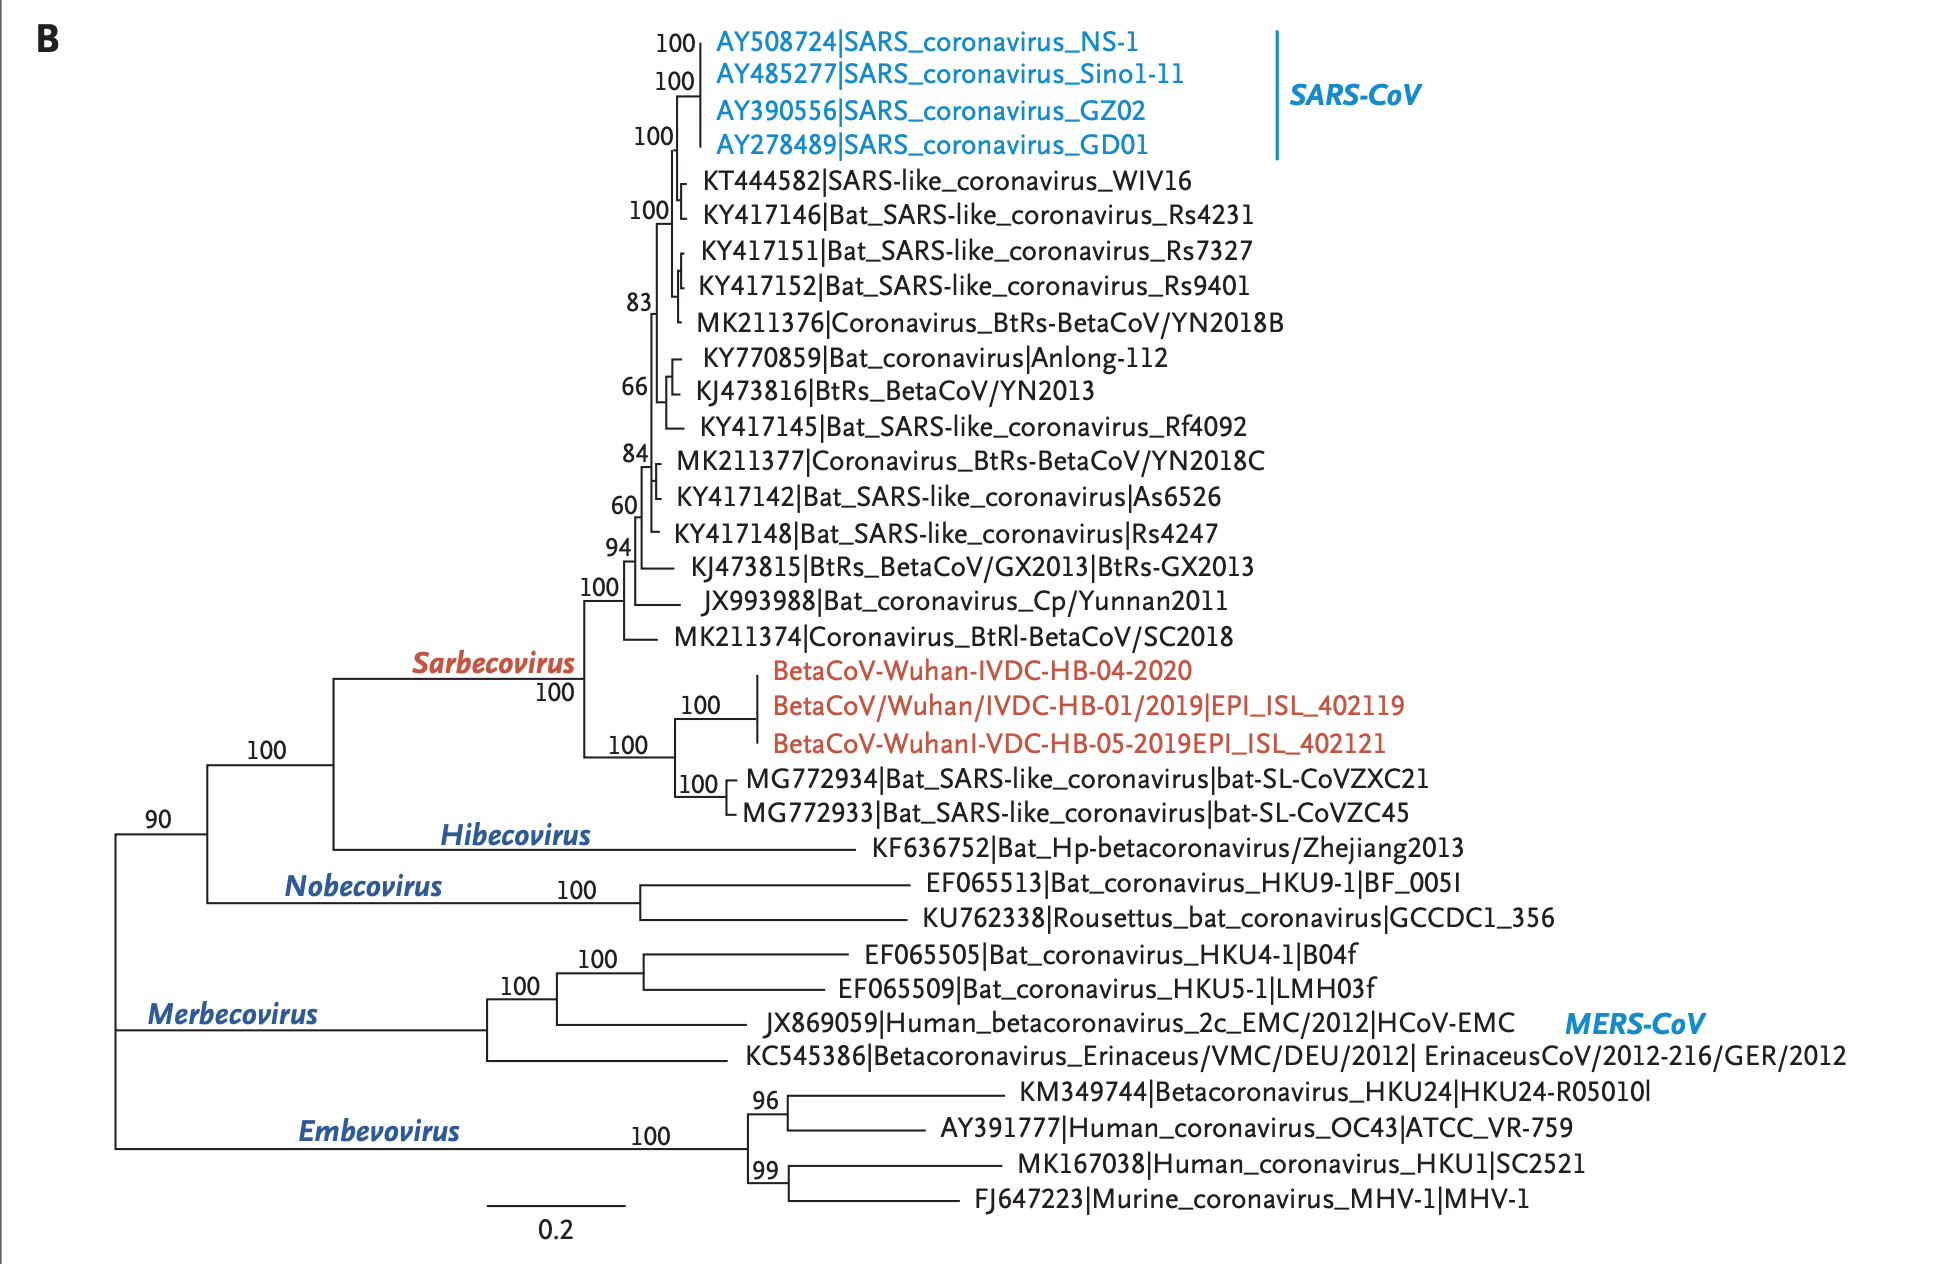 B
100 AY508724|SARS_coronavirus_NS-1
100 AY485277|SARS_coronavirus_Sino1-11
SARS-CoV
AY390556|SARS_coronavirus_GZ02
100 AY278489|SARS_coronavirus_GD01
KT444582|SARS-like_coronavirus_WIV16
100 KY417146|Bat_SARS-like_coronavirus_Rs4231
KY417151|Bat_SARS-like_coronavirus_Rs7327
KY417152|Bat_SARS-like_coronavirus_Rs9401
83 MK211376|Coronavirus_BtRs-BetaCoV/YN2018B
KY770859|Bat_coronavirus|Anlong-112
66 KJ473816|BtRs_BetaCoV/YN2013
KY417145|Bat_SARS-like_coronavirus_Rf4092
84 MK211377|Coronavirus_BtRs-BetaCoV/YN2018C
KY417142|Bat_SARS-like_coronavirus|As6526
60 KY417148|Bat_SARS-like_coronavirus|Rs4247
94 KJ473815|BtRs_BetaCoV/GX2013|BtRs-GX2013
100 JX993988|Bat_coronavirus_Cp/Yunnan2011
MK211374|Coronavirus_BtRl-BetaCoV/SC2018
Sarbecovirus
100
BetaCoV-Wuhan-IVDC-HB-04-2020
100 BetaCoV/Wuhan/IVDC-HB-01/2019|EPI_ISL_402119
100 BetaCoV-WuhanI-VDC-HB-05-2019EPI_ISL_402121
100 MG772934|Bat_SARS-like_coronavirus|bat-SL-CoVZXC21
MG772933|Bat_SARS-like_coronavirus|bat-SL-CoVZC45
100
90
Hibecovirus KF636752|Bat_Hp-betacoronavirus/Zhejiang2013
Nobecovirus 100 EF065513|Bat_coronavirus_HKU9-1|BF_005I
KU762338|Rousettus_bat_coronavirus|GCCDC1_356
100 EF065505|Bat_coronavirus_HKU4-1|B04f
100 EF065509|Bat_coronavirus_HKU5-1|LMH03f
Merbecovirus JX869059|Human_betacoronavirus_2c_EMC/2012|HCoV-EMC MERS-CoV
KC545386|Betacoronavirus_Erinaceus/VMC/DEU/2012| ErinaceusCoV/2012-216/GER/2012
96 KM349744|Betacoronavirus_HKU24|HKU24-R05010l
Embevovirus 100 AY391777|Human_coronavirus_OC43|ATCC_VR-759
99 MK167038|Human_coronavirus_HKU1|SC2521
FJ647223|Murine_coronavirus_MHV-1|MHV-1
0.2